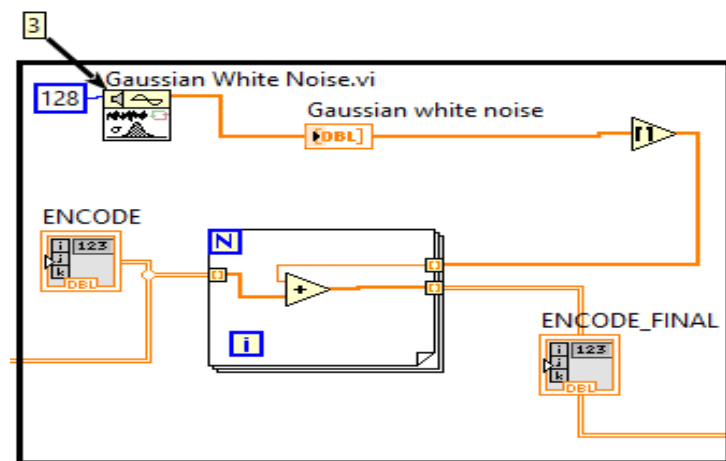 3
Gaussian White Noise.vi
128
σ
Gaussian white noise
[DBL]
ENCODE
i 123
j
k
DBL
N
+
i
ENCODE_FINAL
i 123
j
k
DBL